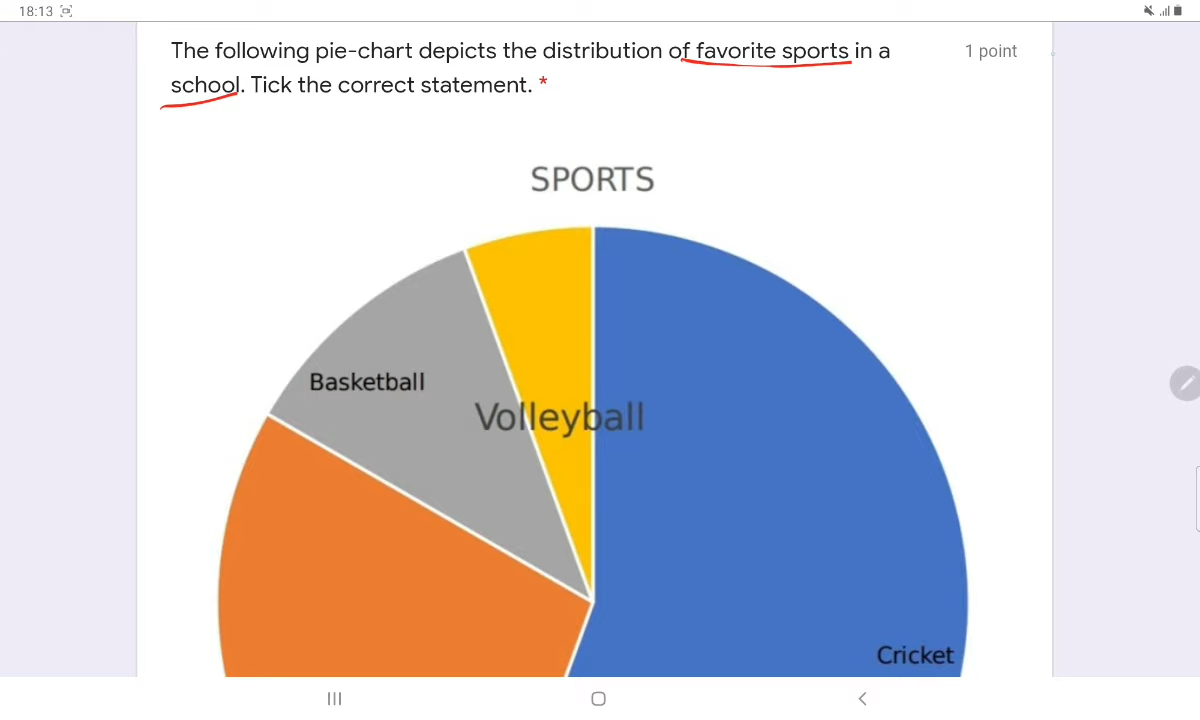 18:13
The following pie-chart depicts the distribution of favorite sports in a
1 point
school. Tick the correct statement. *
SPORTS
Basketball
Volleyball
Cricket